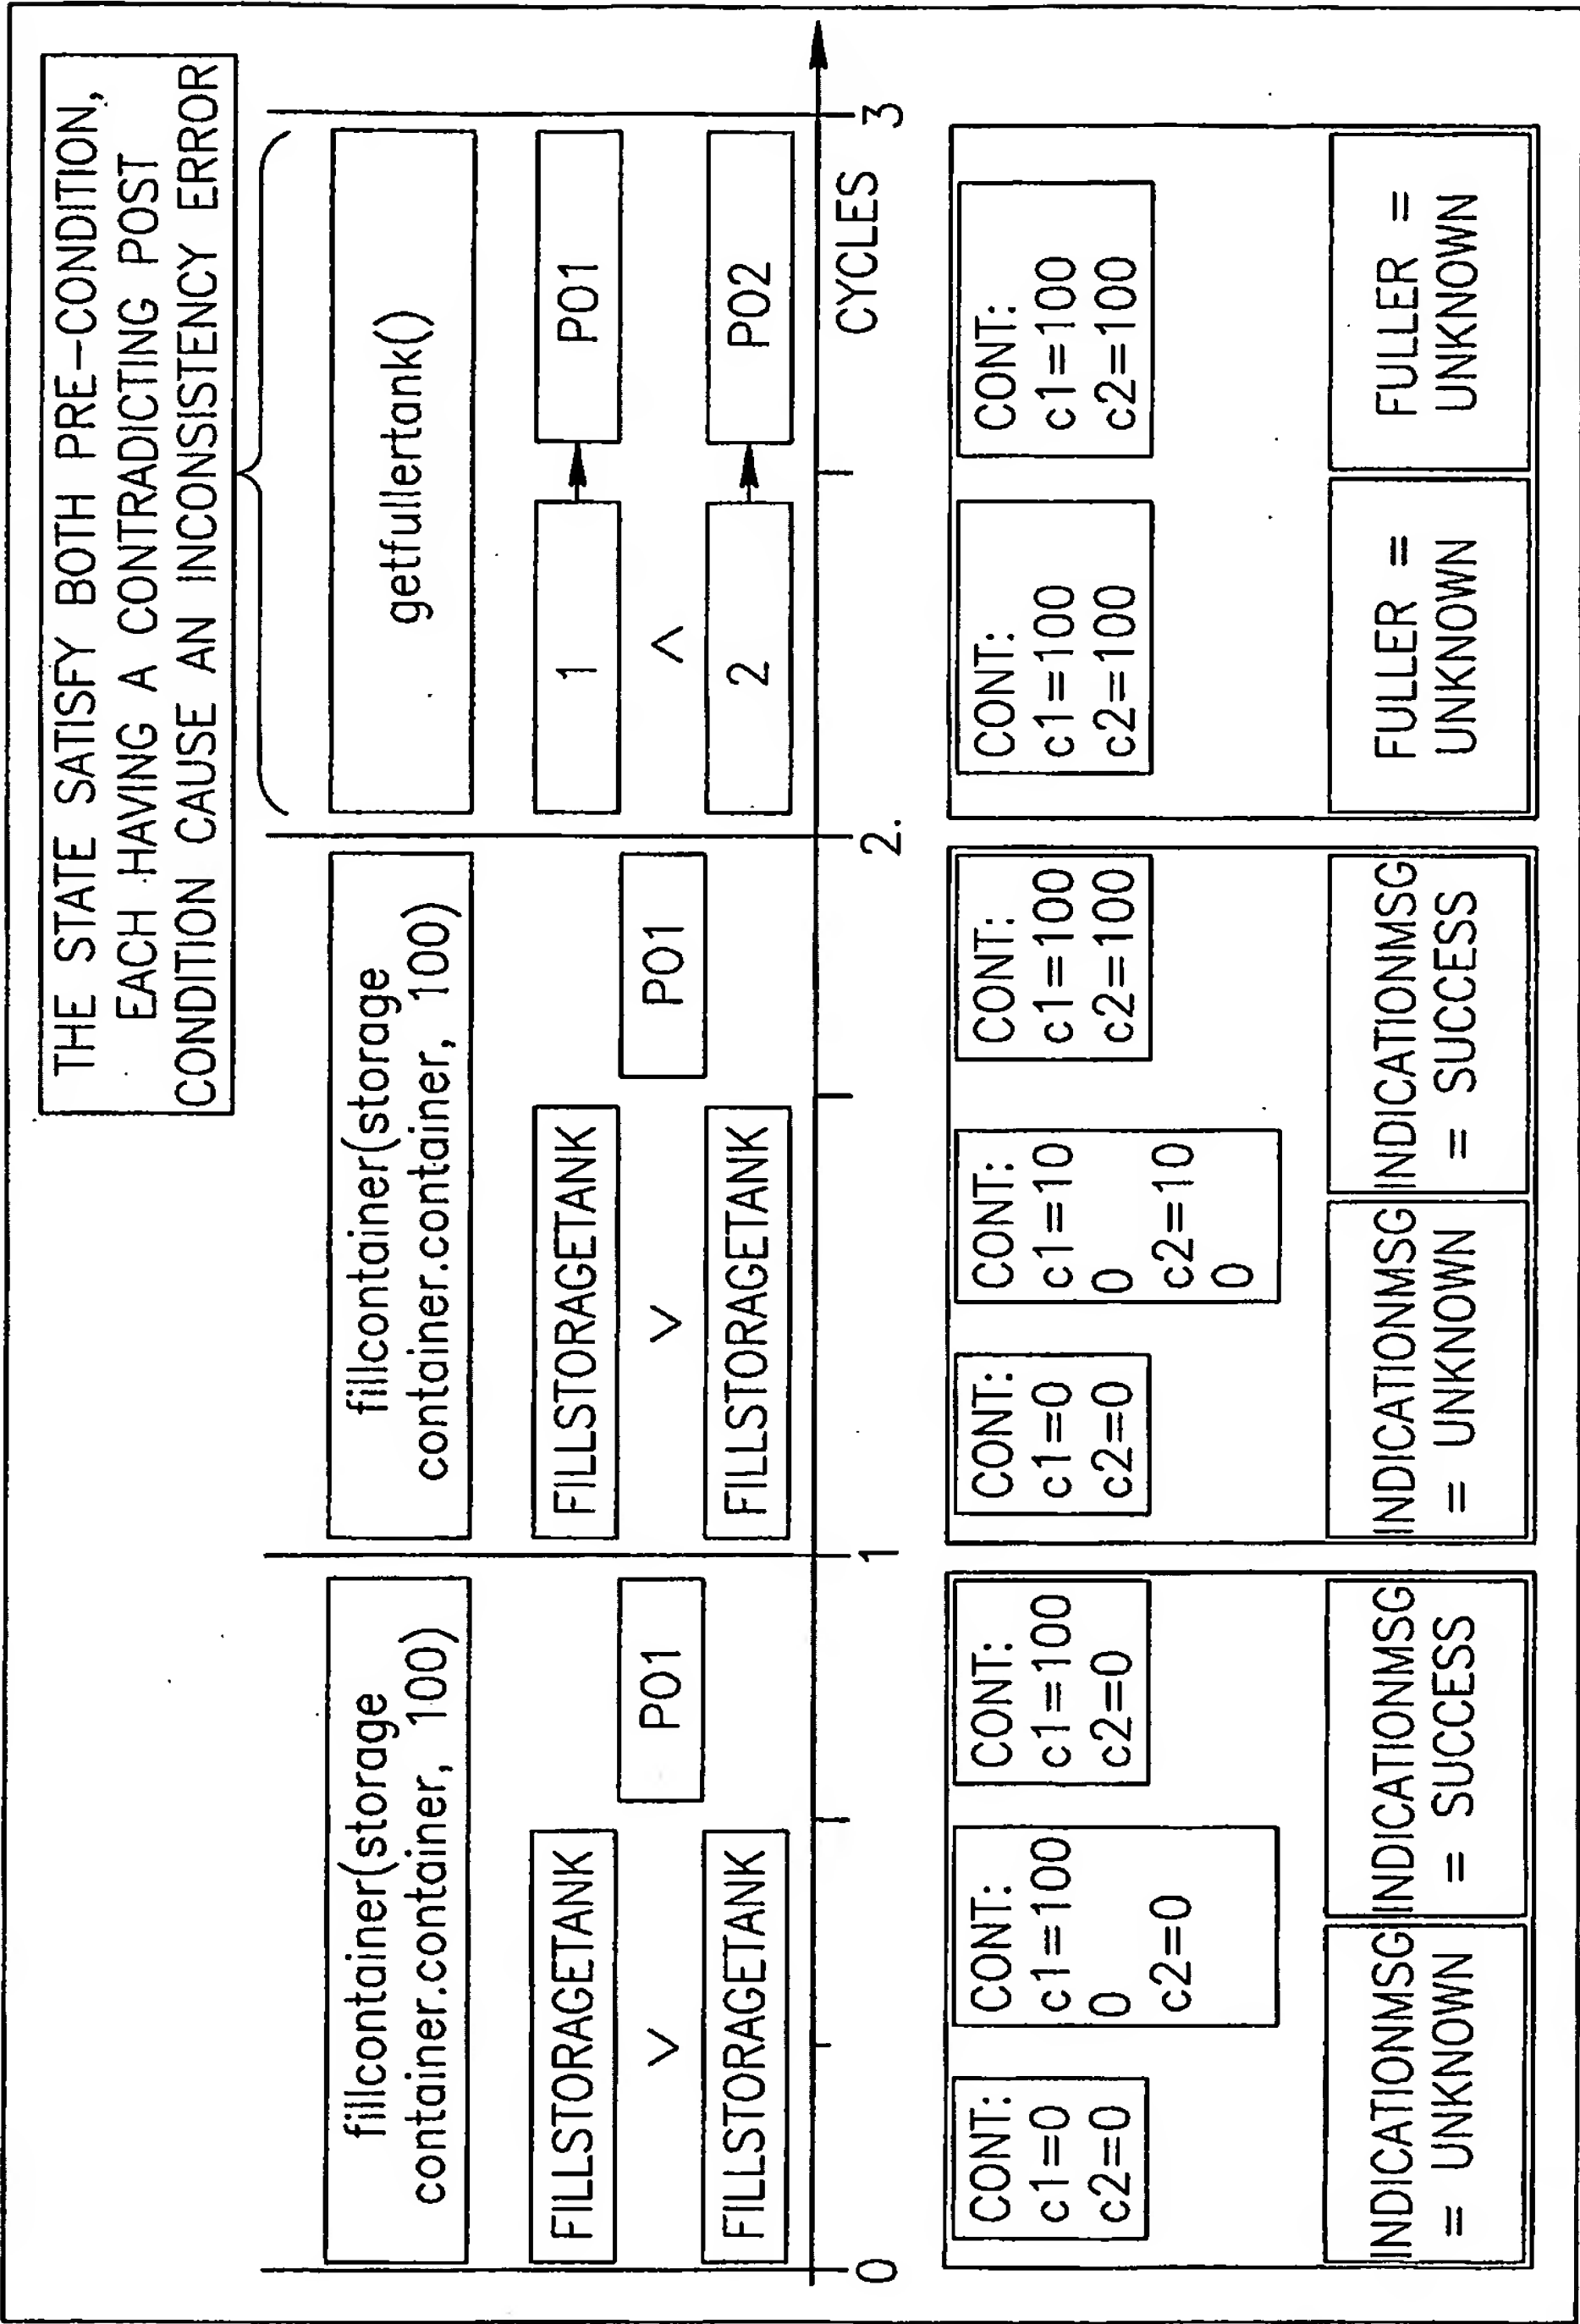 THE STATE SATISFY BOTH PRE-CONDITION,
EACH HAVING A CONTRADICTING POST
CONDITION CAUSE AN INCONSISTENCY ERROR
fillcontainer(storage
container.container, 100)
FILLSTORAGETANK
V
FILLSTORAGETANK
PO1
fillcontainer(storage
container.container, 100)
FILLSTORAGETANK
V
FILLSTORAGETANK
PO1
getfullertank()
1
PO1
Λ
2
PO2
0
1
2.
3
CYCLES
CONT:
c1=0
c2=0
CONT:
c1=100
0
c2=0
CONT:
c1=100
c2=0
INDICATIONMSG
= UNKNOWN
INDICATIONMSG
= SUCCESS
CONT:
c1=0
c2=0
CONT:
c1=10
0
c2=10
0
CONT:
c1=100
c2=100
INDICATIONMSG
= UNKNOWN
INDICATIONMSG
= SUCCESS
CONT:
c1=100
c2=100
CONT:
c1=100
c2=100
FULLER =
UNKNOWN
FULLER =
UNKNOWN